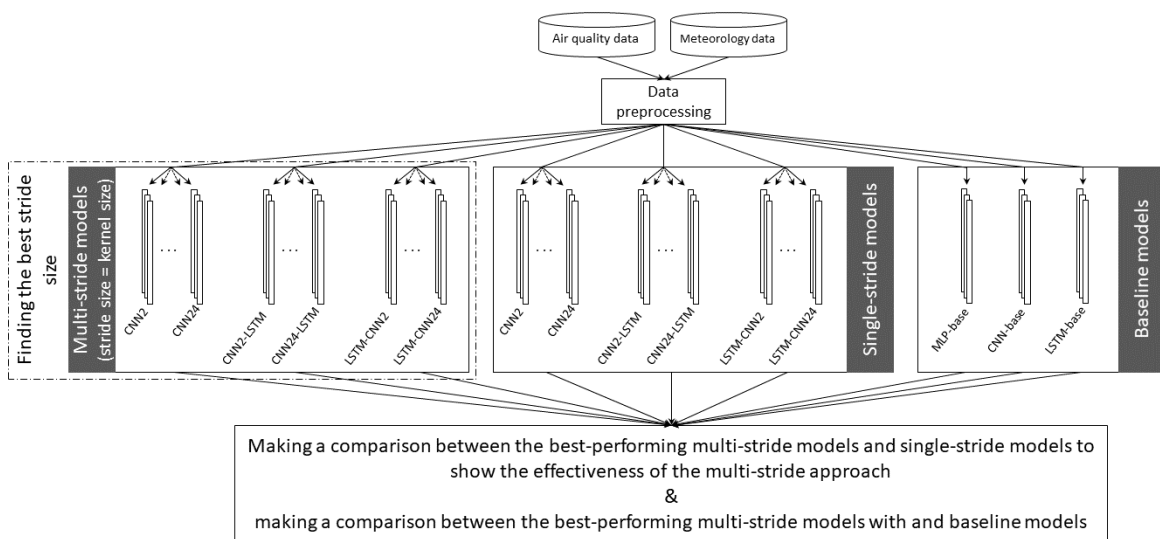 Air quality data
Meteorology data
Data
preprocessing
Finding the best stride
size
Multi-stride models
(stride size = kernel size)
...
CNN2
CNN24
...
CNN2-LSTM
CNN24-LSTM
...
LSTM-CNN2
LSTM-CNN24
...
CNN2
CNN24
...
CNN2-LSTM
CNN24-LSTM
...
LSTM-CNN2
LSTM-CNN24
Single-stride models
MLP-base
CNN-base
LSTM-base
Baseline models
Making a comparison between the best-performing multi-stride models and single-stride models to
show the effectiveness of the multi-stride approach
&
making a comparison between the best-performing multi-stride models with and baseline models